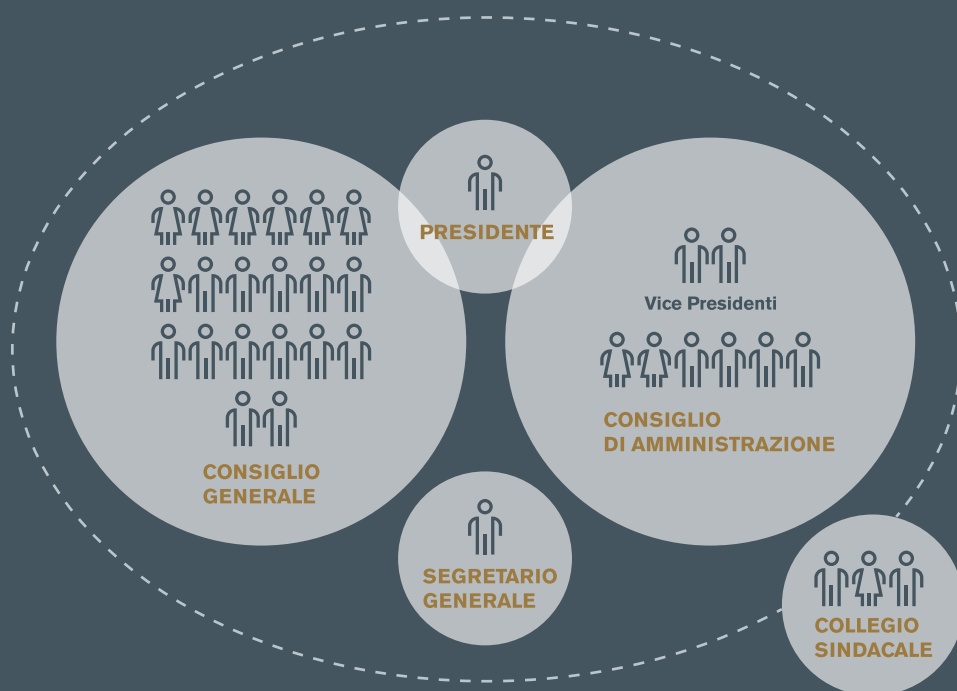 PRESIDENTE
Vice Presidenti
CONSIGLIO
DI AMMINISTRAZIONE
CONSIGLIO
GENERALE
SEGRETARIO
GENERALE
COLLEGIO
SINDACALE